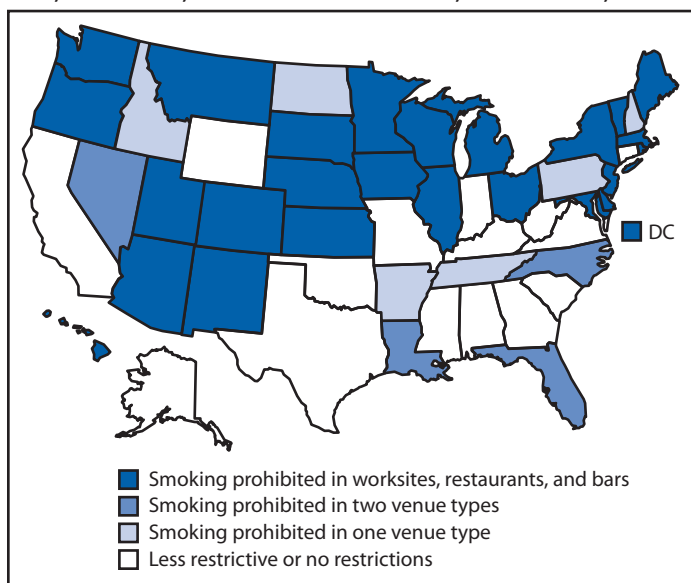 DC
Smoking prohibited in worksites, restaurants, and bars
Smoking prohibited in two venue types
Smoking prohibited in one venue type
Less restrictive or no restrictions